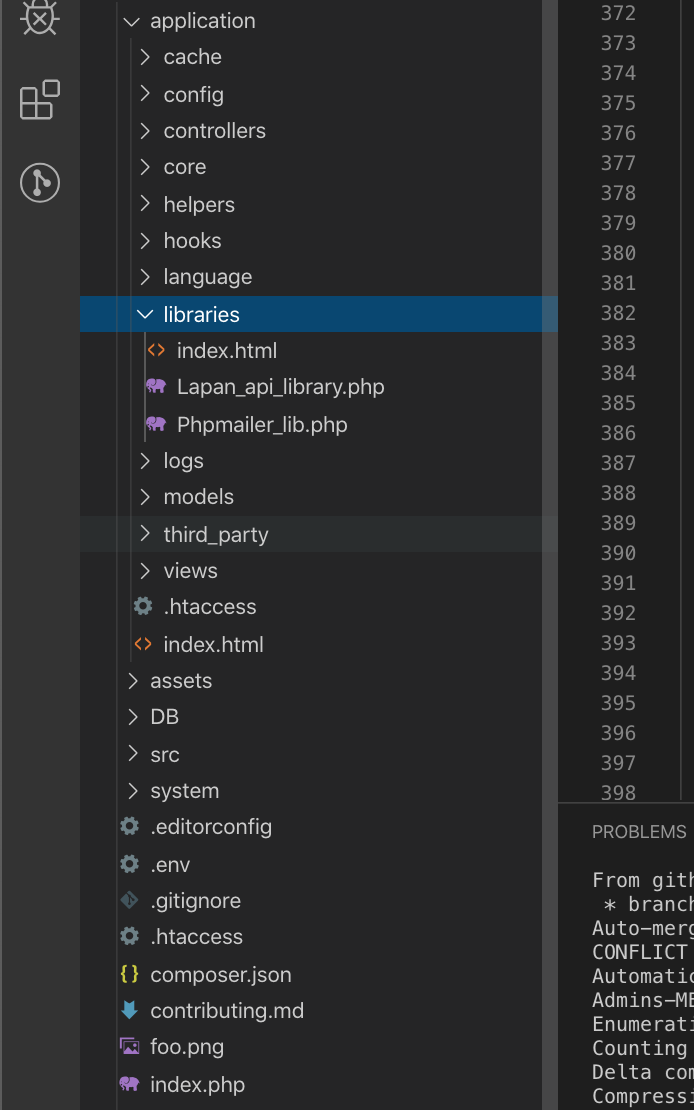 application
cache
config
controllers
core
helpers
hooks
language
libraries
index.html
Lapan_api_library.php
Phpmailer_lib.php
logs
models
third_party
views
.htaccess
index.html
assets
DB
src
system
.editorconfig
.env
.gitignore
.htaccess
composer.json
contributing.md
foo.png
index.php
372
373
374
375
376
377
378
379
380
381
382
383
384
385
386
387
388
389
390
391
392
393
394
395
396
397
398
PROBLEMS
From gith
* branch
Auto-merg
CONFLICT
Automatic
Admins-MB
Enumerati
Counting
Delta com
Compressi